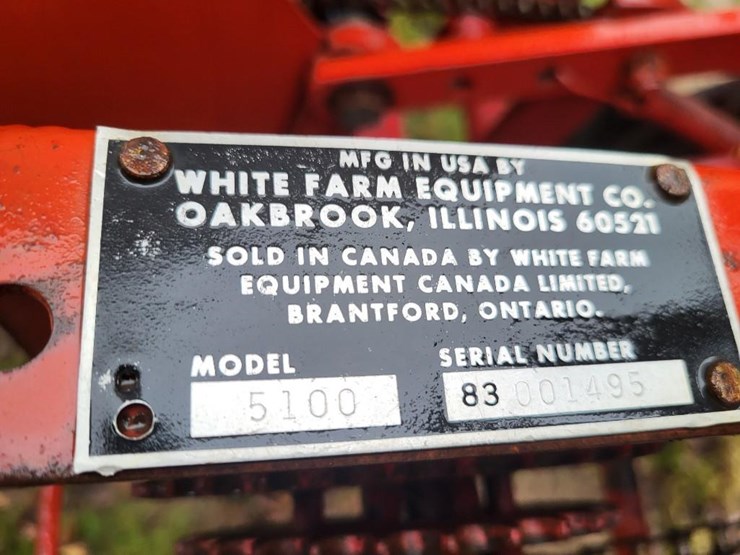 MFG IN USA BY
WHITE FARM EQUIPMENT CO.
OAKBROOK, ILLINOIS 60521
SOLD IN CANADA BY WHITE FARM
EQUIPMENT CANADA LIMITED,
BRANTFORD, ONTARIO.
MODEL SERIAL NUMBER
5100 83 001495